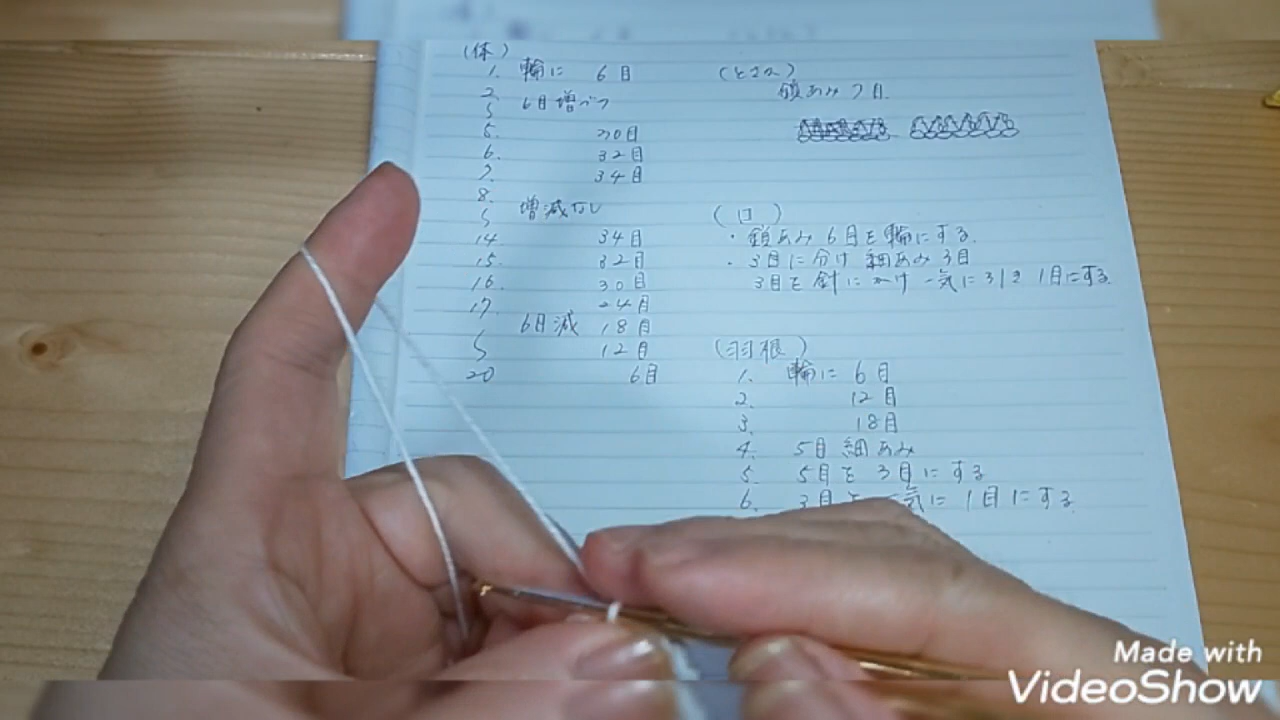 (体)
1. 輪に 6目
2.
6目増べつ
5. 30目
6. 32目
7. 34目
8.
増減なし
14 34目
15. 32目
16. 30目
17. 24目
6目減 18目
12目
20 6目
(とさか)
鎖あみ 7目.
(口)
・鎖あみ 6目を輪にする.
・3目に分け 細あみ 3目
3目を針にかけ 一気に引き 1目にする.
(羽根)
1. 輪に 6目
2. 12目
3. 18目
4. 5目 細あみ
5. 5目を 3目にする
6. 3目を 一気に 1目にする.
Made with
VideoShow